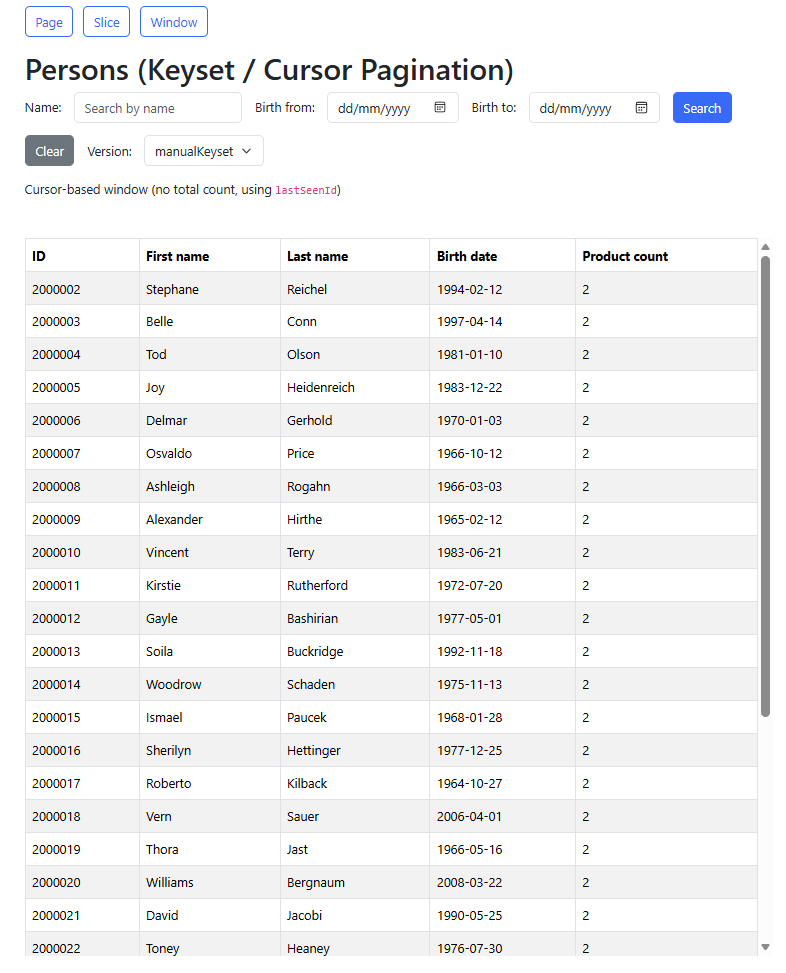 Page Slice Window
Persons (Keyset / Cursor Pagination)
Name: Search by name Birth from: dd/mm/yyyy Birth to: dd/mm/yyyy Search
Clear Version: manualKeyset
Cursor-based window (no total count, using lastSeenId)
ID First name Last name Birth date Product count
2000002 Stephane Reichel 1994-02-12 2
2000003 Belle Conn 1997-04-14 2
2000004 Tod Olson 1981-01-10 2
2000005 Joy Heidenreich 1983-12-22 2
2000006 Delmar Gerhold 1970-01-03 2
2000007 Osvaldo Price 1966-10-12 2
2000008 Ashleigh Rogahn 1966-03-03 2
2000009 Alexander Hirthe 1965-02-12 2
2000010 Vincent Terry 1983-06-21 2
2000011 Kirstie Rutherford 1972-07-20 2
2000012 Gayle Bashirian 1977-05-01 2
2000013 Soila Buckridge 1992-11-18 2
2000014 Woodrow Schaden 1975-11-13 2
2000015 Ismael Paucek 1968-01-28 2
2000016 Sherilyn Hettinger 1977-12-25 2
2000017 Roberto Kilback 1964-10-27 2
2000018 Vern Sauer 2006-04-01 2
2000019 Thora Jast 1966-05-16 2
2000020 Williams Bergnaum 2008-03-22 2
2000021 David Jacobi 1990-05-25 2
2000022 Toney Heaney 1976-07-30 2